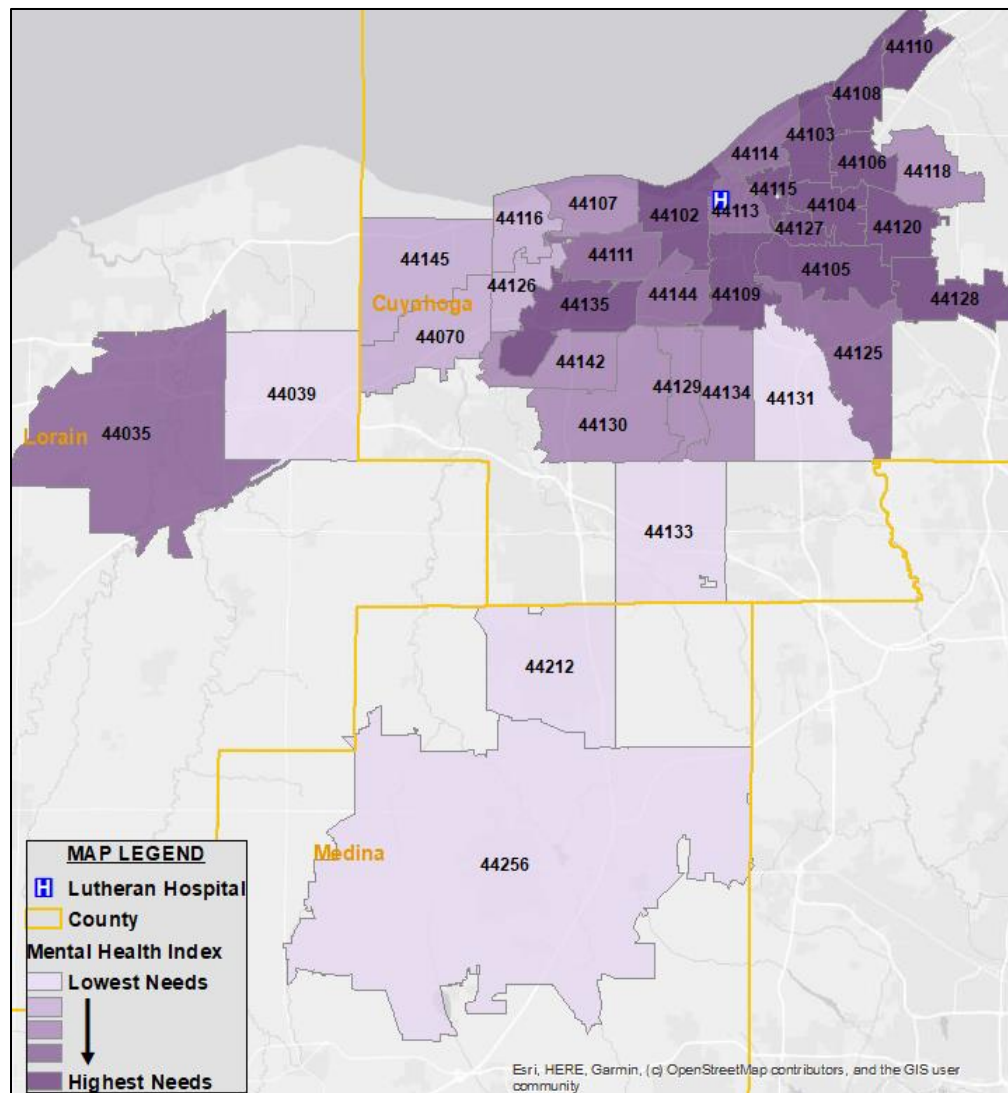 44110
44108
44103
44114
44106
44118
44115
44107
44116
44102
44113
44104
44127
44120
44111
44145
44105
44126
44144
44109
44128
Cuyahoga
44135
44070
44125
44142
44039
44129
44134
44131
44130
Lorain
44035
44133
44212
Medina
44256
MAP LEGEND
H Lutheran Hospital
County
Mental Health Index
Lowest Needs
Highest Needs
H
Esri, HERE, Garmin, (c) OpenStreetMap contributors, and the GIS user
community